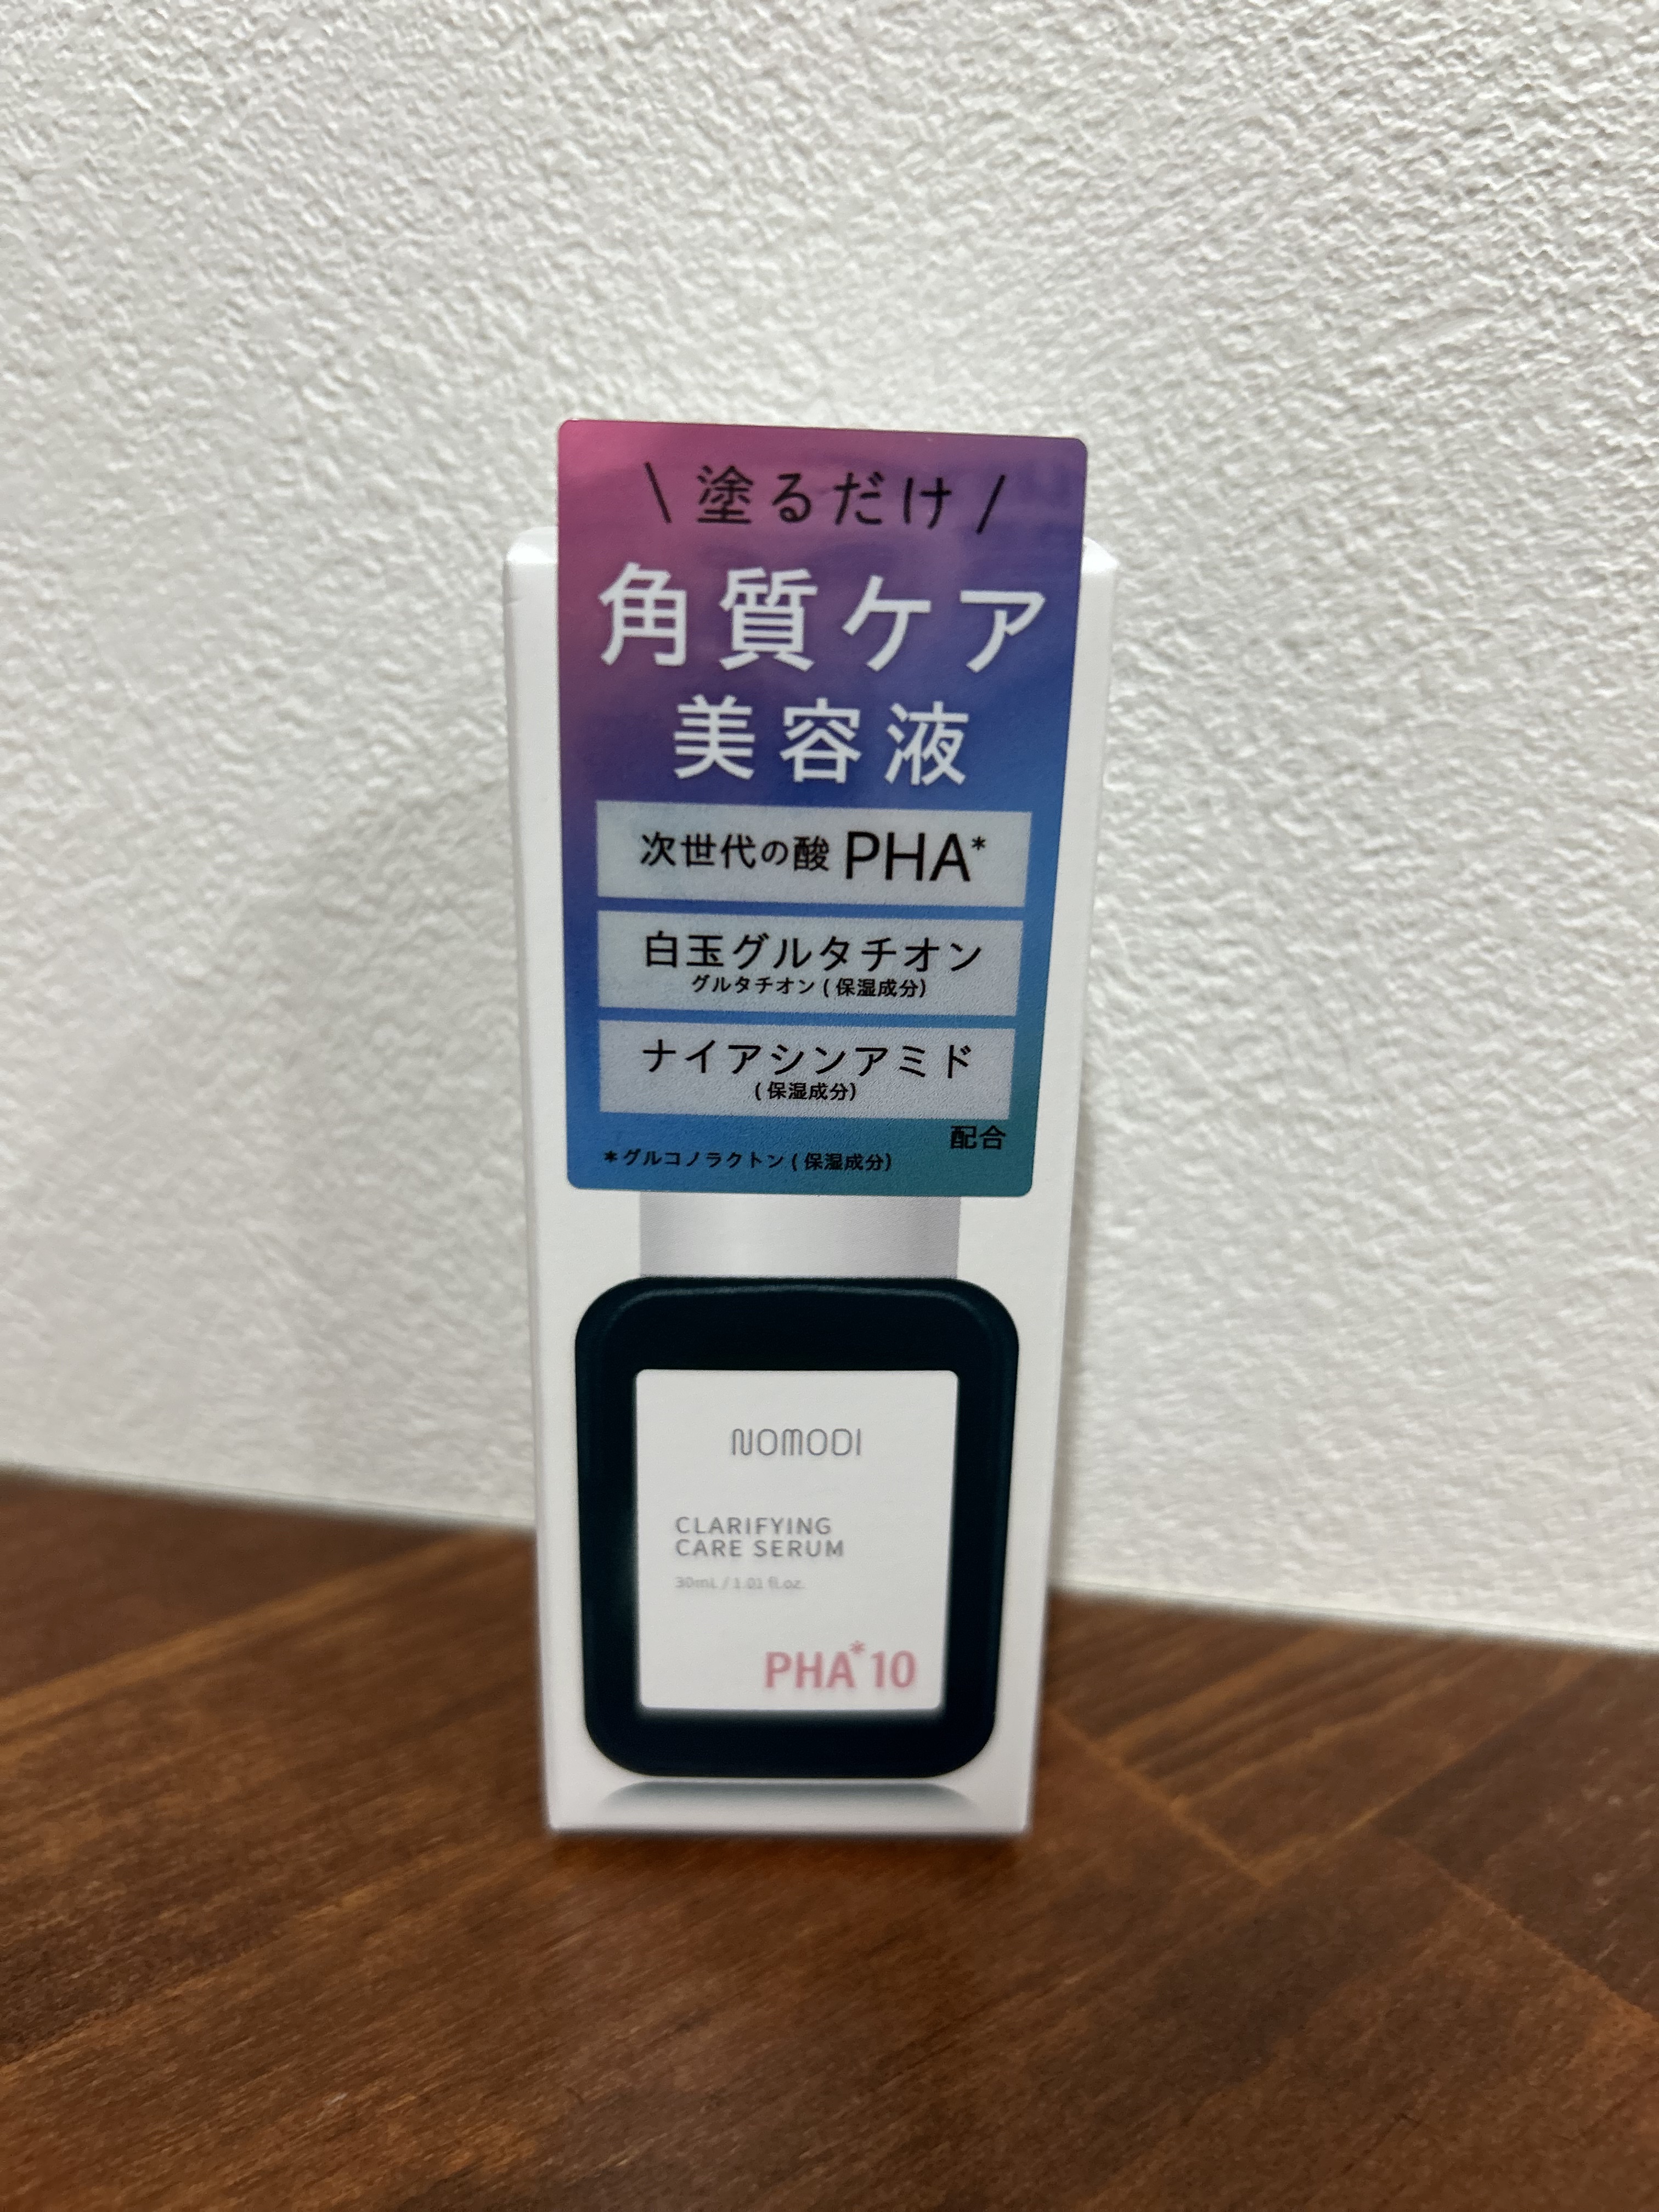 \ 塗るだけ /
角質ケア
美容液
次世代の酸 PHA*
白玉グルタチオン
グルタチオン(保湿成分)
ナイアシンアミド
(保湿成分)
配合
*グルコノラクトン(保湿成分)
NOMODI
CLARIFYING
CARE SERUM
30mL / 1.01 fl.oz.
PHA*10